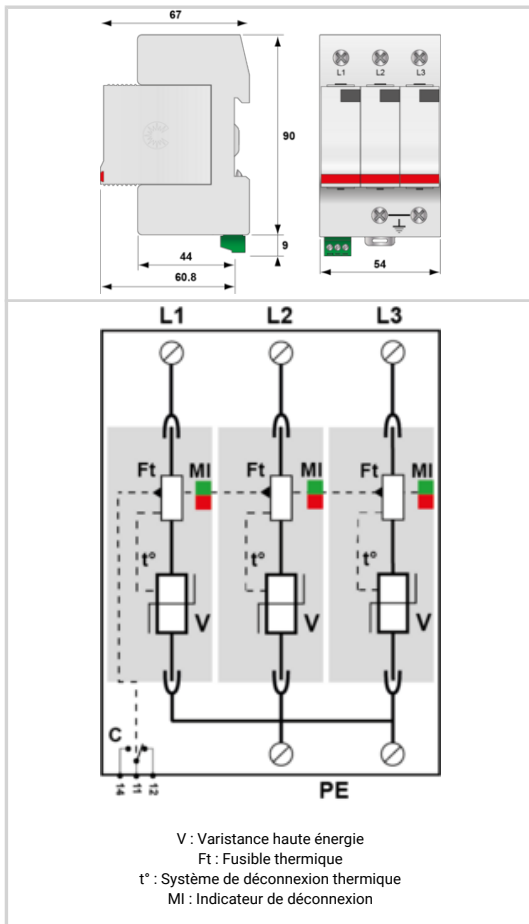 67
L1 L2 L3
90
44
9
60.8
54
L1 L2 L3
Ft MI Ft MI Ft MI
t° t° t°
V V V
C
14 11 12
PE
V : Varistance haute énergie
Ft : Fusible thermique
t° : Système de déconnexion thermique
MI : Indicateur de déconnexion